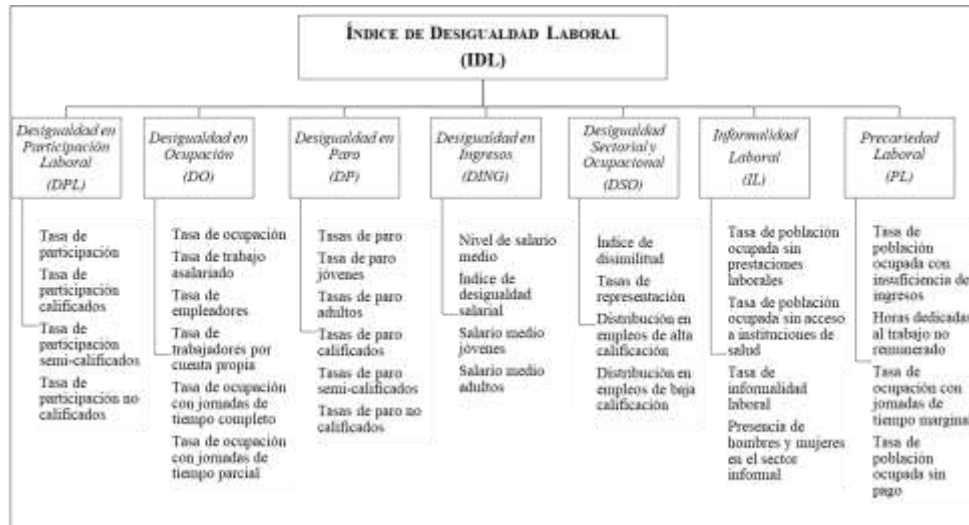 ÍNDICE DE DESIGUALDAD LABORAL
(IDL)
Desigualdad en
Participación
Laboral
(DPL)
Tasa de
participación
Tasa de
participación
calificados
Tasa de
participación
semi-calificados
Tasa de
participación no
calificados
Desigualdad en
Ocupación
(DO)
Tasa de ocupación
Tasa de trabajo
asalariado
Tasa de
empleadores
Tasa de
trabajadores por
cuenta propia
Tasa de ocupación
con jornadas de
tiempo completo
Tasa de ocupación
con jornadas de
tiempo parcial
Desigualdad en
Paro
(DP)
Tasas de paro
Tasa de paro
jóvenes
Tasas de paro
adultos
Tasas de paro
calificados
Tasas de paro
semi-calificados
Tasas de paro no
calificados
Desigualdad en
Ingresos
(DING)
Nivel de salario
medio
Índice de
desigualdad
salarial
Salario medio
jóvenes
Salario medio
adultos
Desigualdad
Sectorial y
Ocupacional
(DSO)
Índice de
disimilitud
Tasas de
representación
Distribución en
empleos de alta
calificación
Distribución en
empleos de baja
calificación
Informalidad
Laboral
(IL)
Tasa de población
ocupada sin
prestaciones
laborales
Tasa de población
ocupada sin acceso
a instituciones de
salud
Tasa de
informalidad
laboral
Presencia de
hombres y mujeres
en el sector
informal
Precariedad
Laboral
(PL)
Tasa de
población
ocupada con
insuficiencia de
ingresos
Horas dedicadas
al trabajo no
remunerado
Tasa de
ocupación con
jornadas de
tiempo marginal
Tasa de
población
ocupada sin
pago